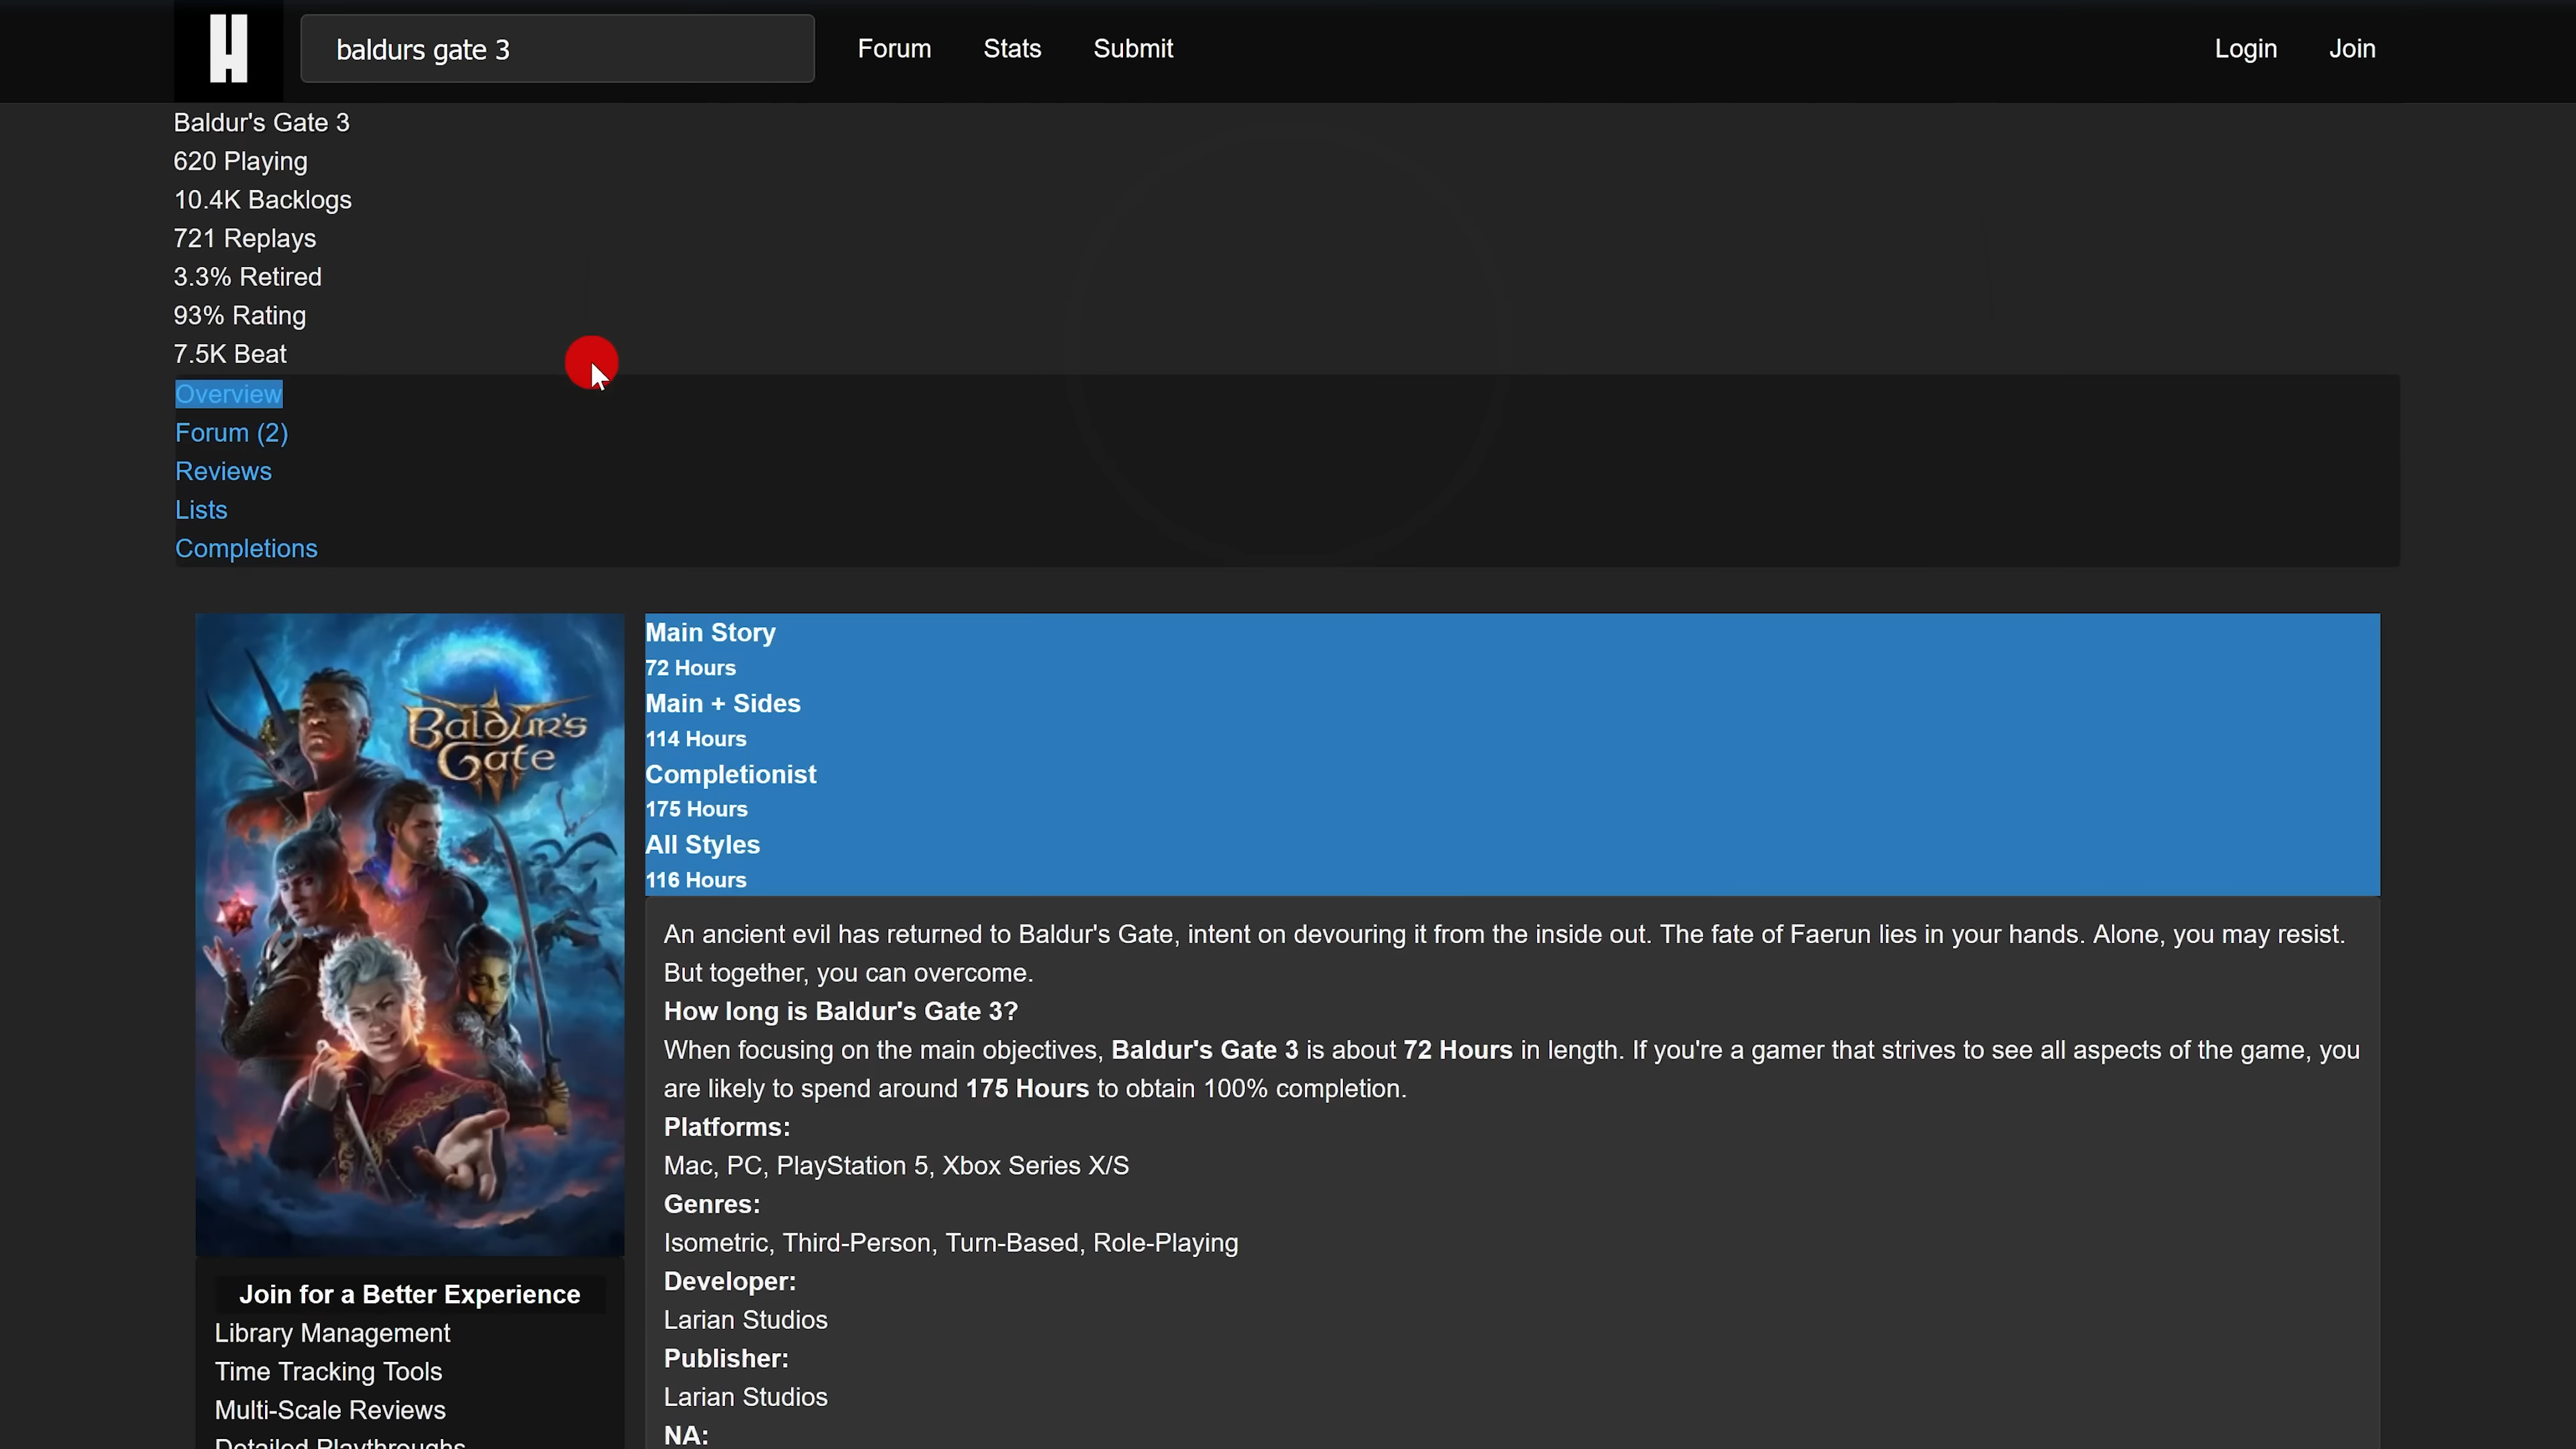 H
baldurs gate 3
Forum
Stats
Submit
Login
Join
Baldur's Gate 3
620 Playing
10.4K Backlogs
721 Replays
3.3% Retired
93% Rating
7.5K Beat
Overview
Forum (2)
Reviews
Lists
Completions
Baldur's
Gate
III
Main Story
72 Hours
Main + Sides
114 Hours
Completionist
175 Hours
All Styles
116 Hours
An ancient evil has returned to Baldur's Gate, intent on devouring it from the inside out. The fate of Faerun lies in your hands. Alone, you may resist.
But together, you can overcome.
How long is Baldur's Gate 3?
When focusing on the main objectives, Baldur's Gate 3 is about 72 Hours in length. If you're a gamer that strives to see all aspects of the game, you
are likely to spend around 175 Hours to obtain 100% completion.
Platforms:
Mac, PC, PlayStation 5, Xbox Series X/S
Genres:
Isometric, Third-Person, Turn-Based, Role-Playing
Developer:
Larian Studios
Publisher:
Larian Studios
NA:
Join for a Better Experience
Library Management
Time Tracking Tools
Multi-Scale Reviews
Detailed Playthroughs